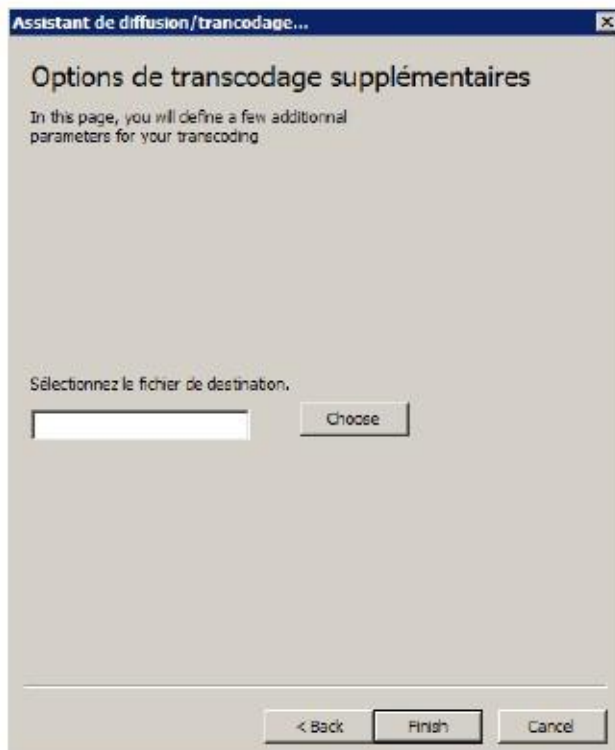 Assistant de diffusion/trancodage...
Options de transcodage supplémentaires
In this page, you will define a few additionnal
parameters for your transcoding
Sélectionnez le fichier de destination.
Choose
< Back
Finish
Cancel